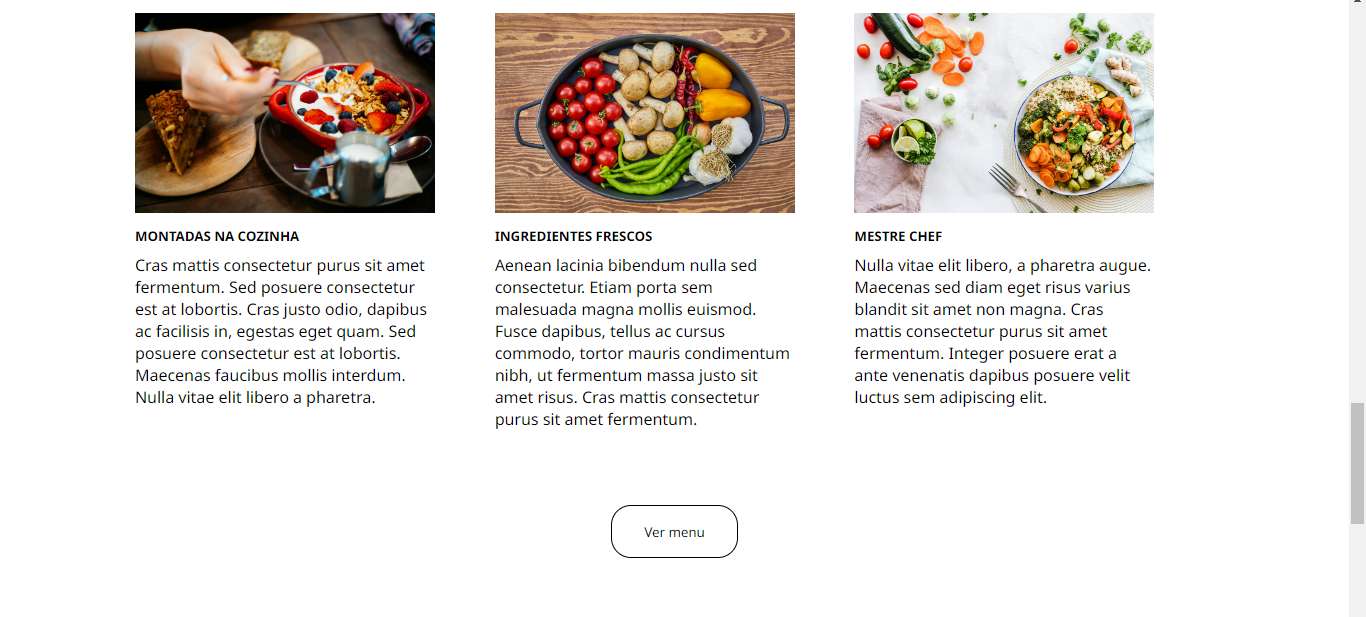 MONTADAS NA COZINHA
Cras mattis consectetur purus sit amet
fermentum. Sed posuere consectetur
est at lobortis. Cras justo odio, dapibus
ac facilisis in, egestas eget quam. Sed
posuere consectetur est at lobortis.
Maecenas faucibus mollis interdum.
Nulla vitae elit libero a pharetra.
INGREDIENTES FRESCOS
Aenean lacinia bibendum nulla sed
consectetur. Etiam porta sem
malesuada magna mollis euismod.
Fusce dapibus, tellus ac cursus
commodo, tortor mauris condimentum
nibh, ut fermentum massa justo sit
amet risus. Cras mattis consectetur
purus sit amet fermentum.
MESTRE CHEF
Nulla vitae elit libero, a pharetra augue.
Maecenas sed diam eget risus varius
blandit sit amet non magna. Cras
mattis consectetur purus sit amet
fermentum. Integer posuere erat a
ante venenatis dapibus posuere velit
luctus sem adipiscing elit.
Ver menu